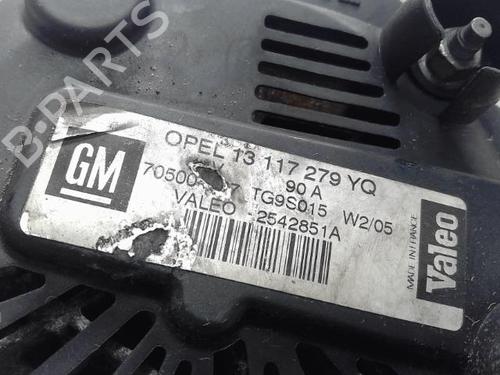 B-PARTS
GM
OPEL 13 117 279 YQ
90 A
TG9S015 W2/05
VALEO 2542851A
Valeo
MADE IN FRANCE